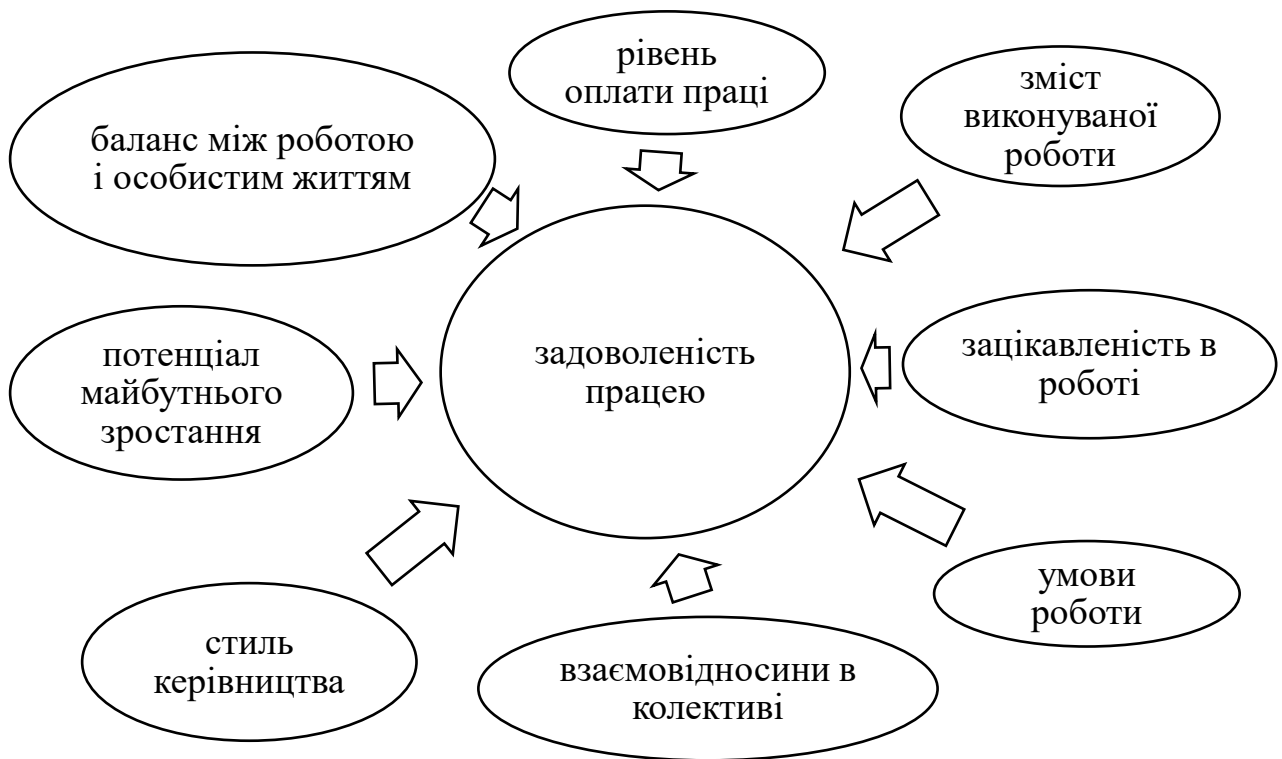 рівень
оплати праці
зміст
виконуваної
роботи
баланс між роботою
і особистим життям
задоволеність
працею
зацікавленість в
роботі
потенціал
майбутнього
зростання
умови
роботи
стиль
керівництва
взаємовідносини в
колективі